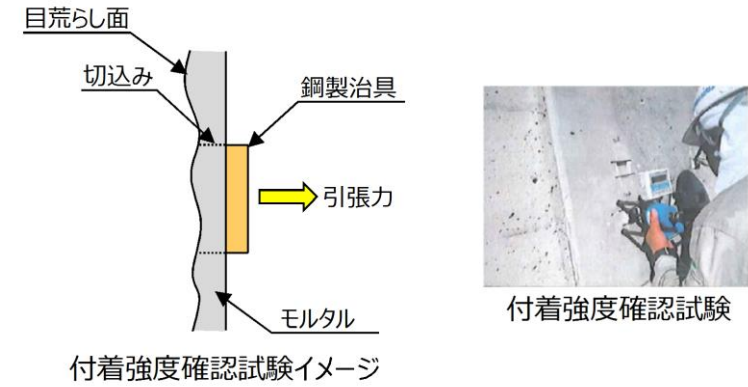 目荒らし面
切込み
鋼製治具
引張力
モルタル
付着強度確認試験イメージ
付着強度確認試験